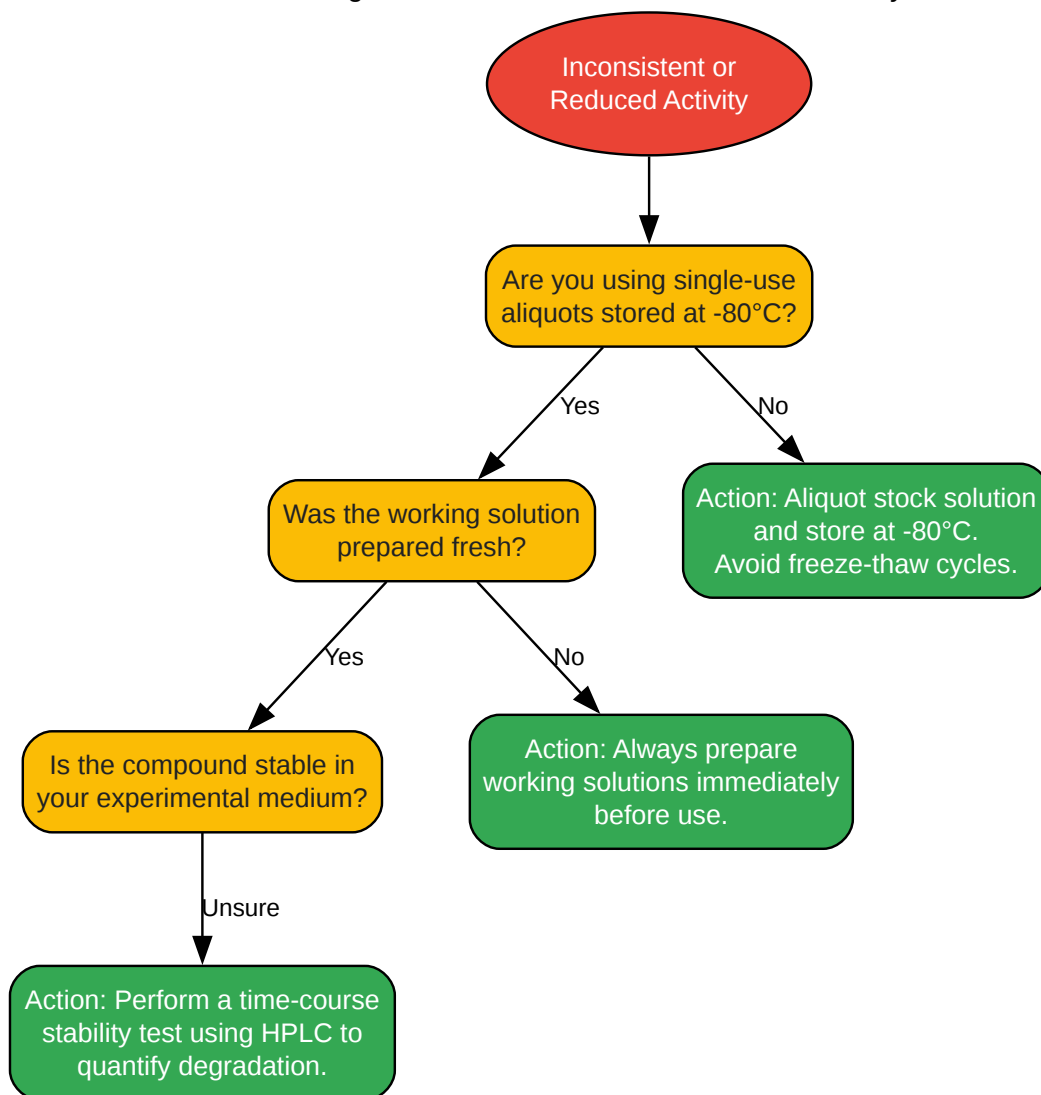 Inconsistent or
Reduced Activity
Are you using single-use
aliquots stored at -80°C?
Yes
No
Was the working solution
prepared fresh?
Action: Aliquot stock solution
and store at -80°C.
Avoid freeze-thaw cycles.
Yes
No
Is the compound stable in
your experimental medium?
Action: Always prepare
working solutions immediately
before use.
Unsure
Action: Perform a time-course
stability test using HPLC to
quantify degradation.